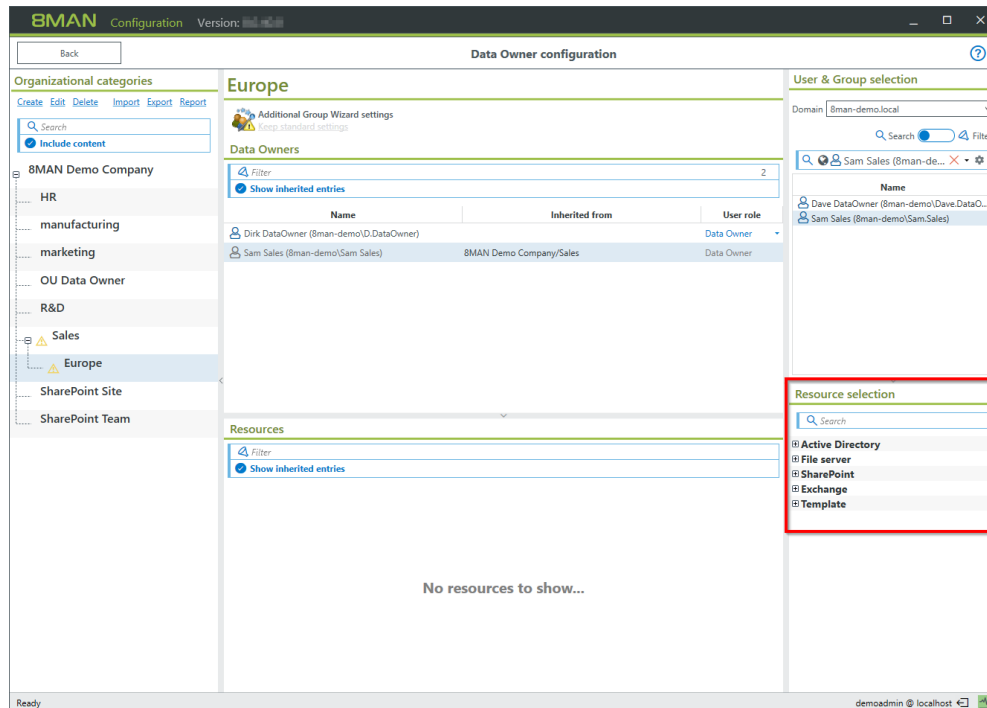 8MAN Configuration Version:
Back
Data Owner configuration
Organizational categories
Create Edit Delete Import Export Report
Search
Include content
8MAN Demo Company
HR
manufacturing
marketing
OU Data Owner
R&D
Sales
Europe
SharePoint Site
SharePoint Team
Europe
Additional Group Wizard settings
Keep standard settings
Data Owners
Filter 2
Show inherited entries
Name Inherited from User role
Dirk DataOwner (8man-demo\D.DataOwner) Data Owner
Sam Sales (8man-demo\Sam Sales) 8MAN Demo Company/Sales Data Owner
Resources
Filter
Show inherited entries
No resources to show...
User & Group selection
Domain 8man-demo.local
Search Filte
Sam Sales (8man-de...
Name
Dave DataOwner (8man-demo\Dave.DataO...
Sam Sales (8man-demo\Sam.Sales)
Resource selection
Search
Active Directory
File server
SharePoint
Exchange
Template
Ready
demoadmin @ localhost